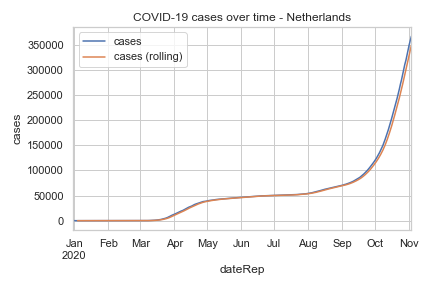 COVID-19 cases over time - Netherlands
cases
cases (rolling)
350000
300000
250000
200000
150000
100000
50000
0
cases
Jan Feb Mar Apr May Jun Jul Aug Sep Oct Nov
2020
dateRep